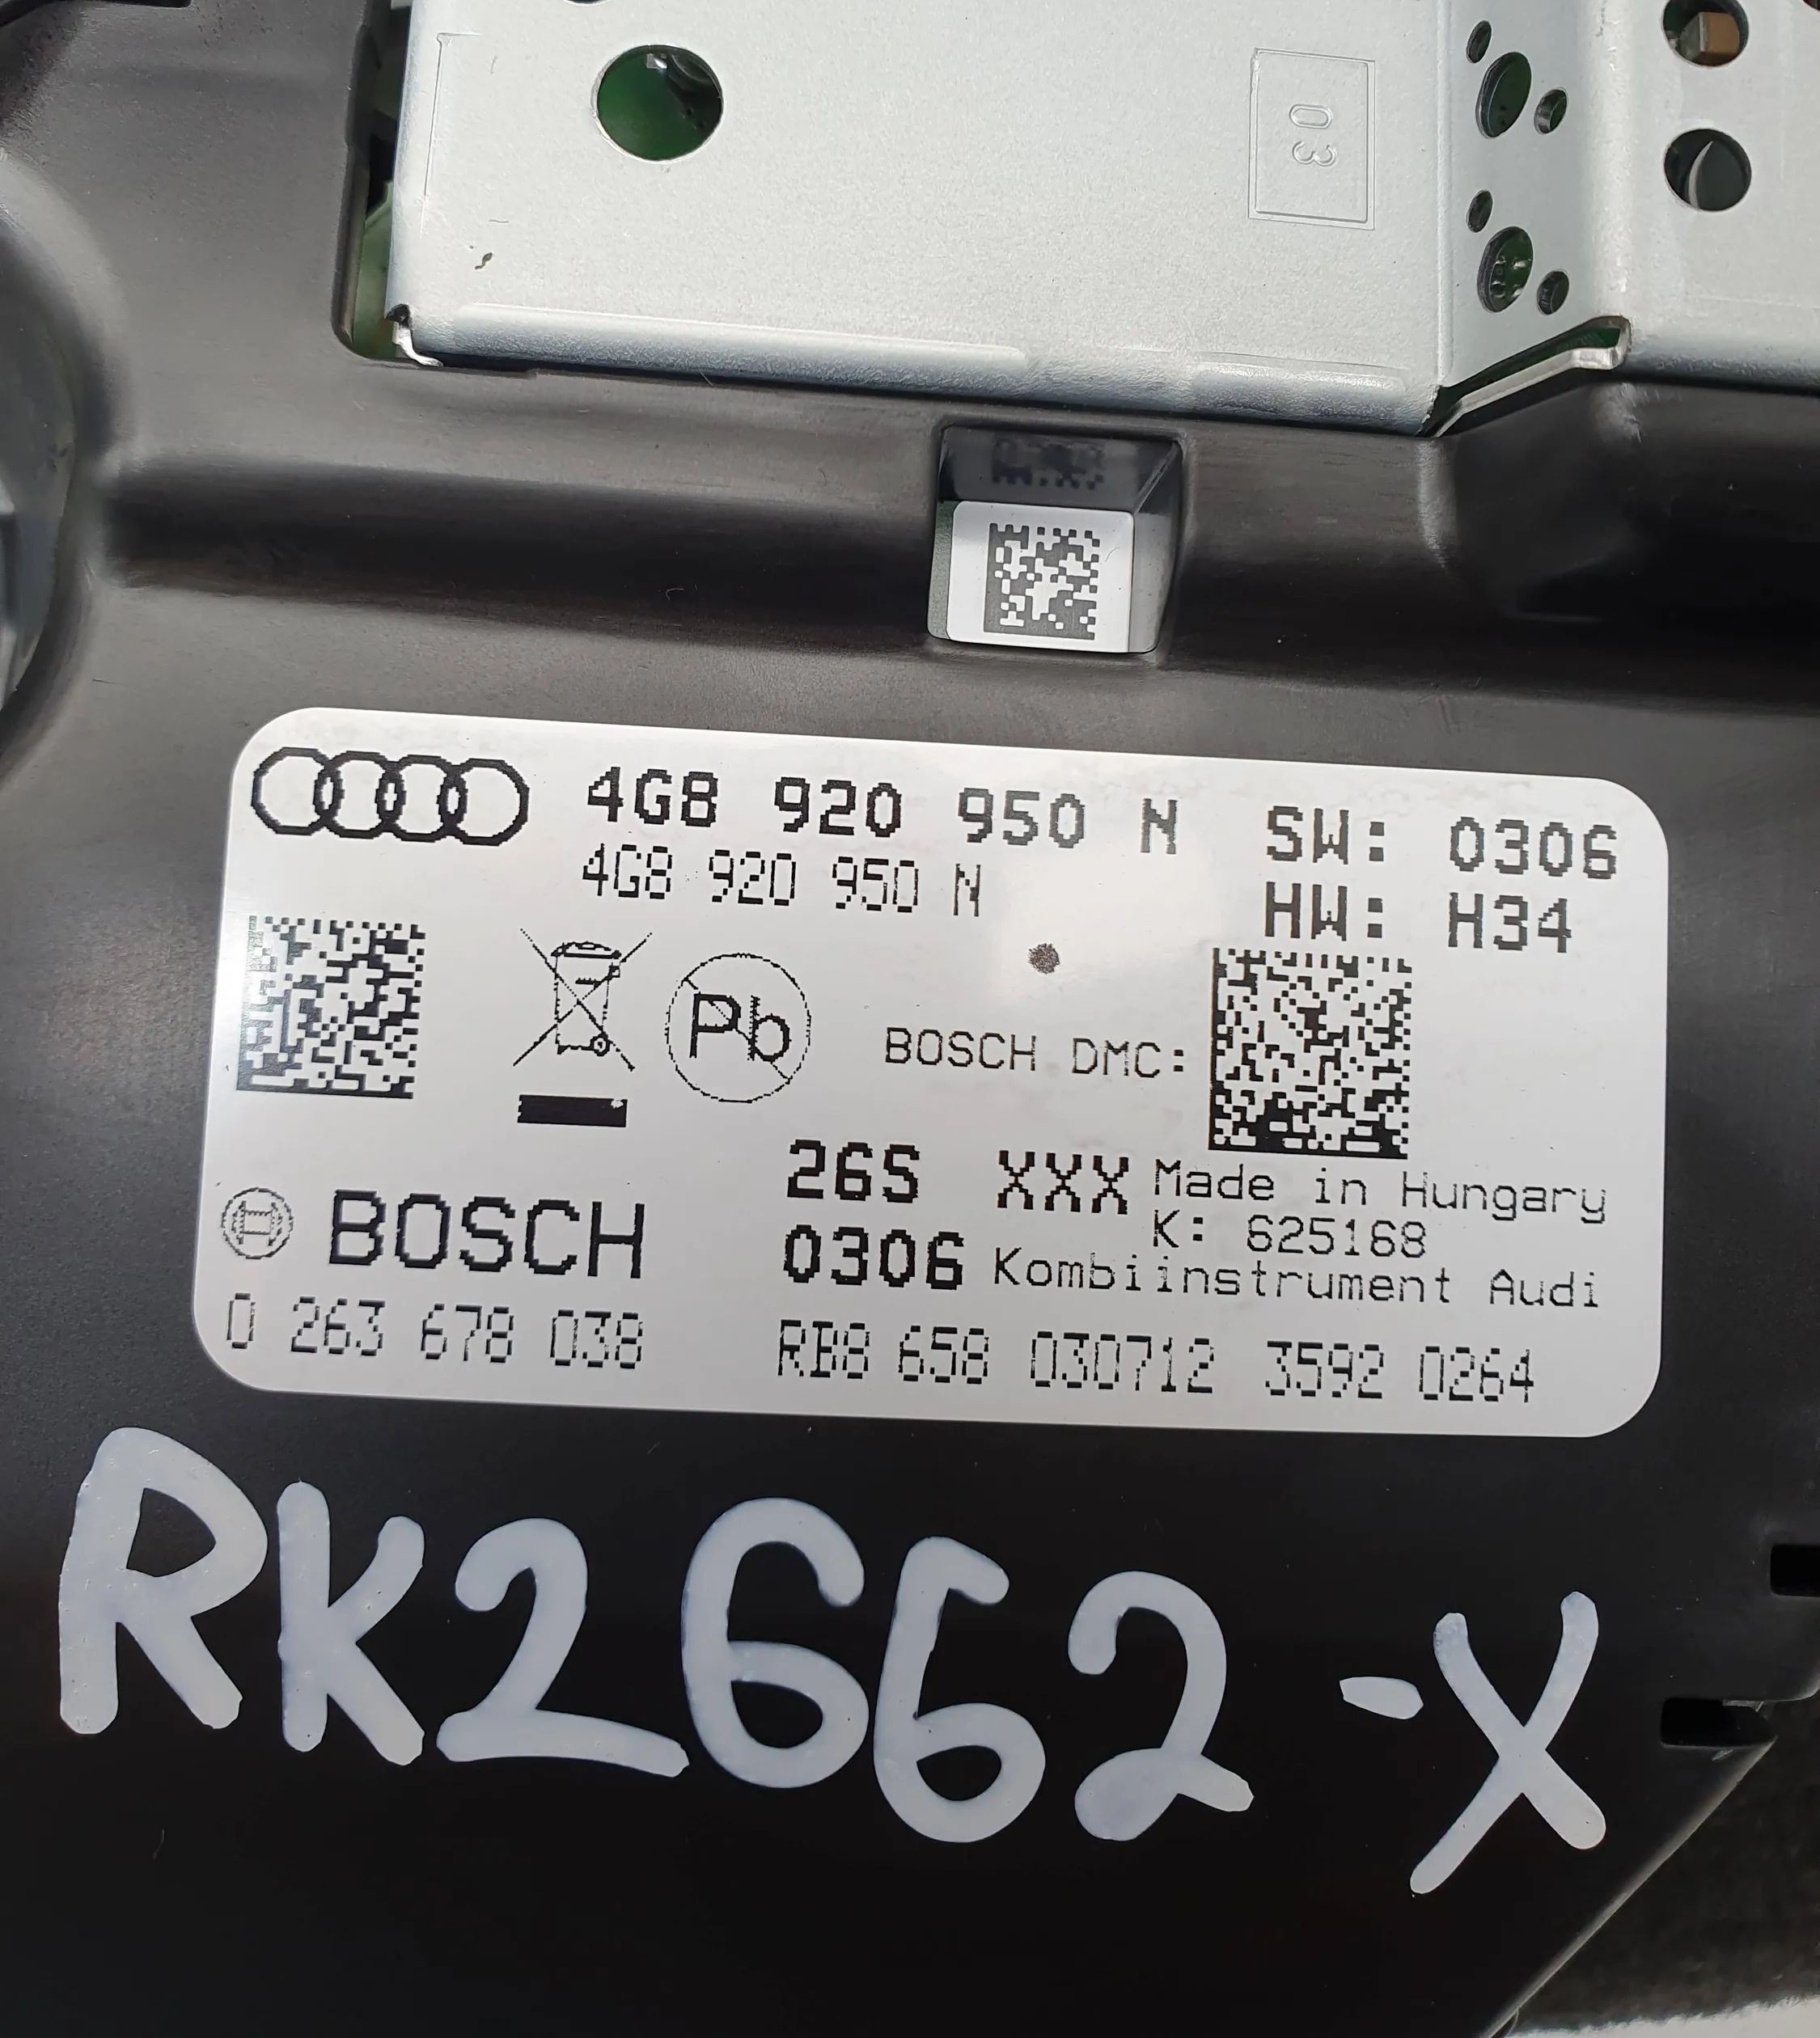 03
4G8 920 950 N SW: 0306
4G8 920 950 N HW: H34
Pb
BOSCH DMC:
26S XXX Made in Hungary
K: 625168
BOSCH
0306 Kombiinstrument Audi
0 263 678 038 RB8 658 030712 3592 0264
RK2662-X